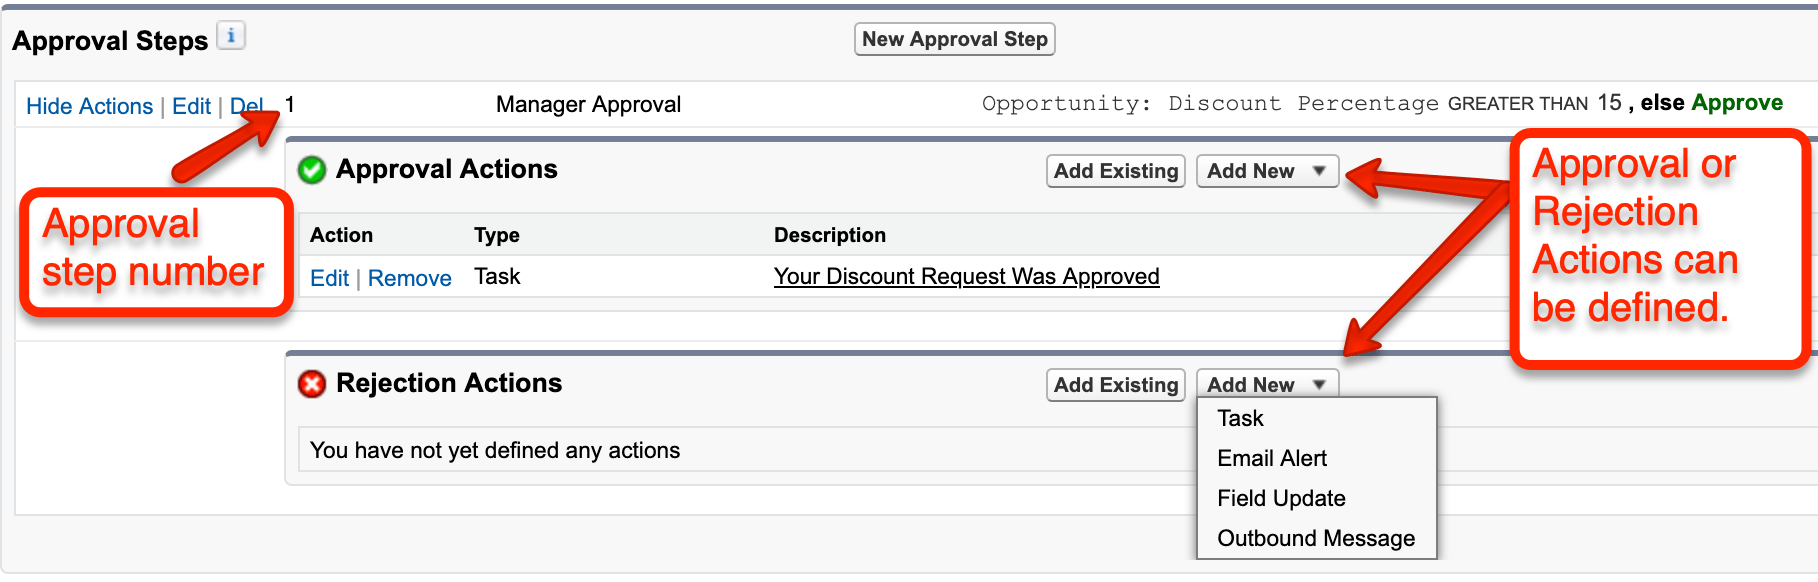 Approval Steps i New Approval Step
Hide Actions | Edit | Del 1 Manager Approval Opportunity: Discount Percentage GREATER THAN 15 , else Approve
Approval Actions Add Existing Add New
Action Type Description
Edit | Remove Task Your Discount Request Was Approved
Rejection Actions Add Existing Add New
You have not yet defined any actions
Task
Email Alert
Field Update
Outbound Message
Approval
step number
Approval or
Rejection
Actions can
be defined.